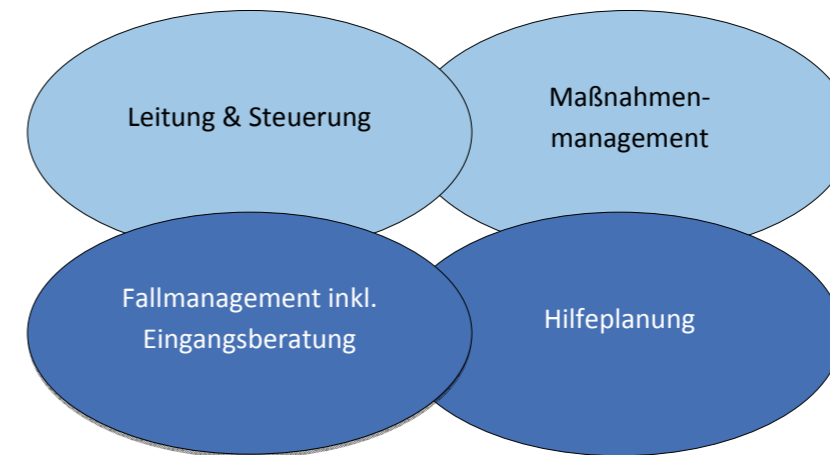 Leitung & Steuerung
Maßnahmen-
management
Fallmanagement inkl.
Eingangsberatung
Hilfeplanung